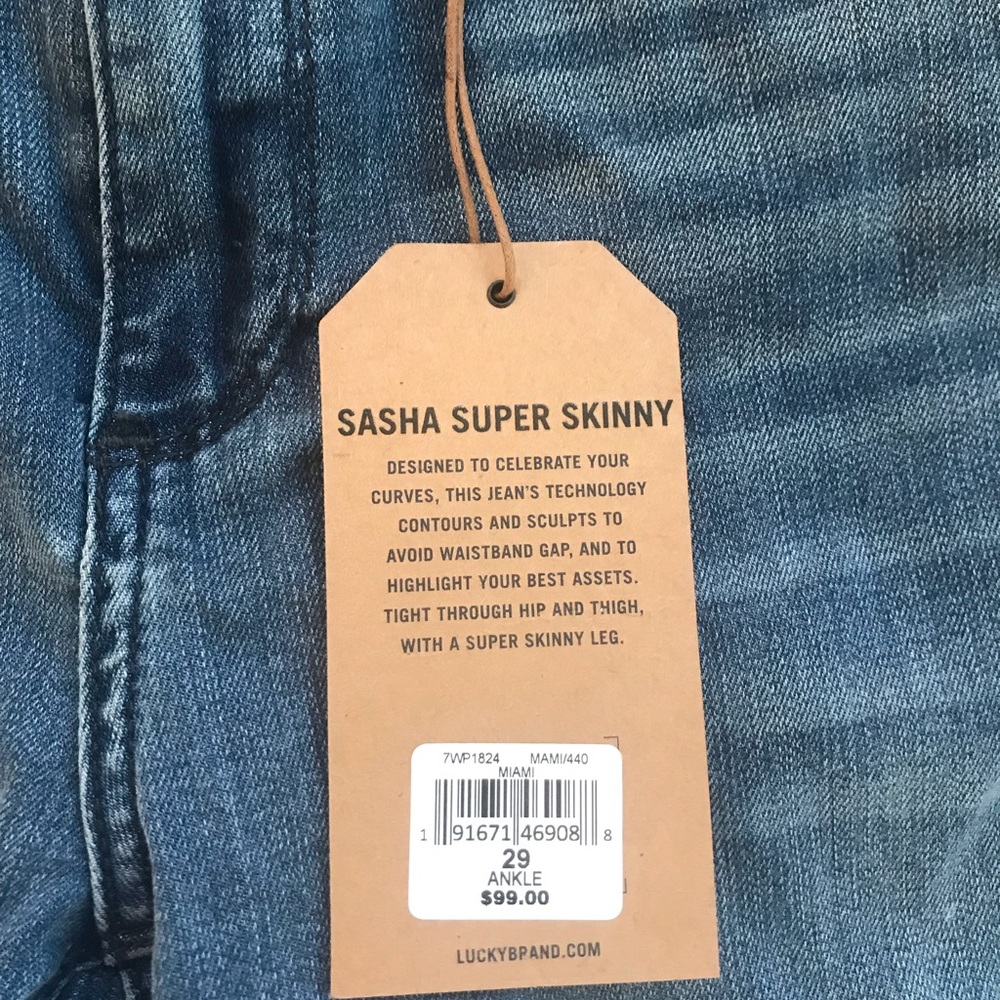 SASHA SUPER SKINNY
DESIGNED TO CELEBRATE YOUR
CURVES, THIS JEAN'S TECHNOLOGY
CONTOURS AND SCULPTS TO
AVOID WAISTBAND GAP, AND TO
HIGHLIGHT YOUR BEST ASSETS.
TIGHT THROUGH HIP AND THIGH,
WITH A SUPER SKINNY LEG.
7WP1824 MAMI/440
MIAMI
1 91671 46908 8
29
ANKLE
$99.00
LUCKYBRAND.COM